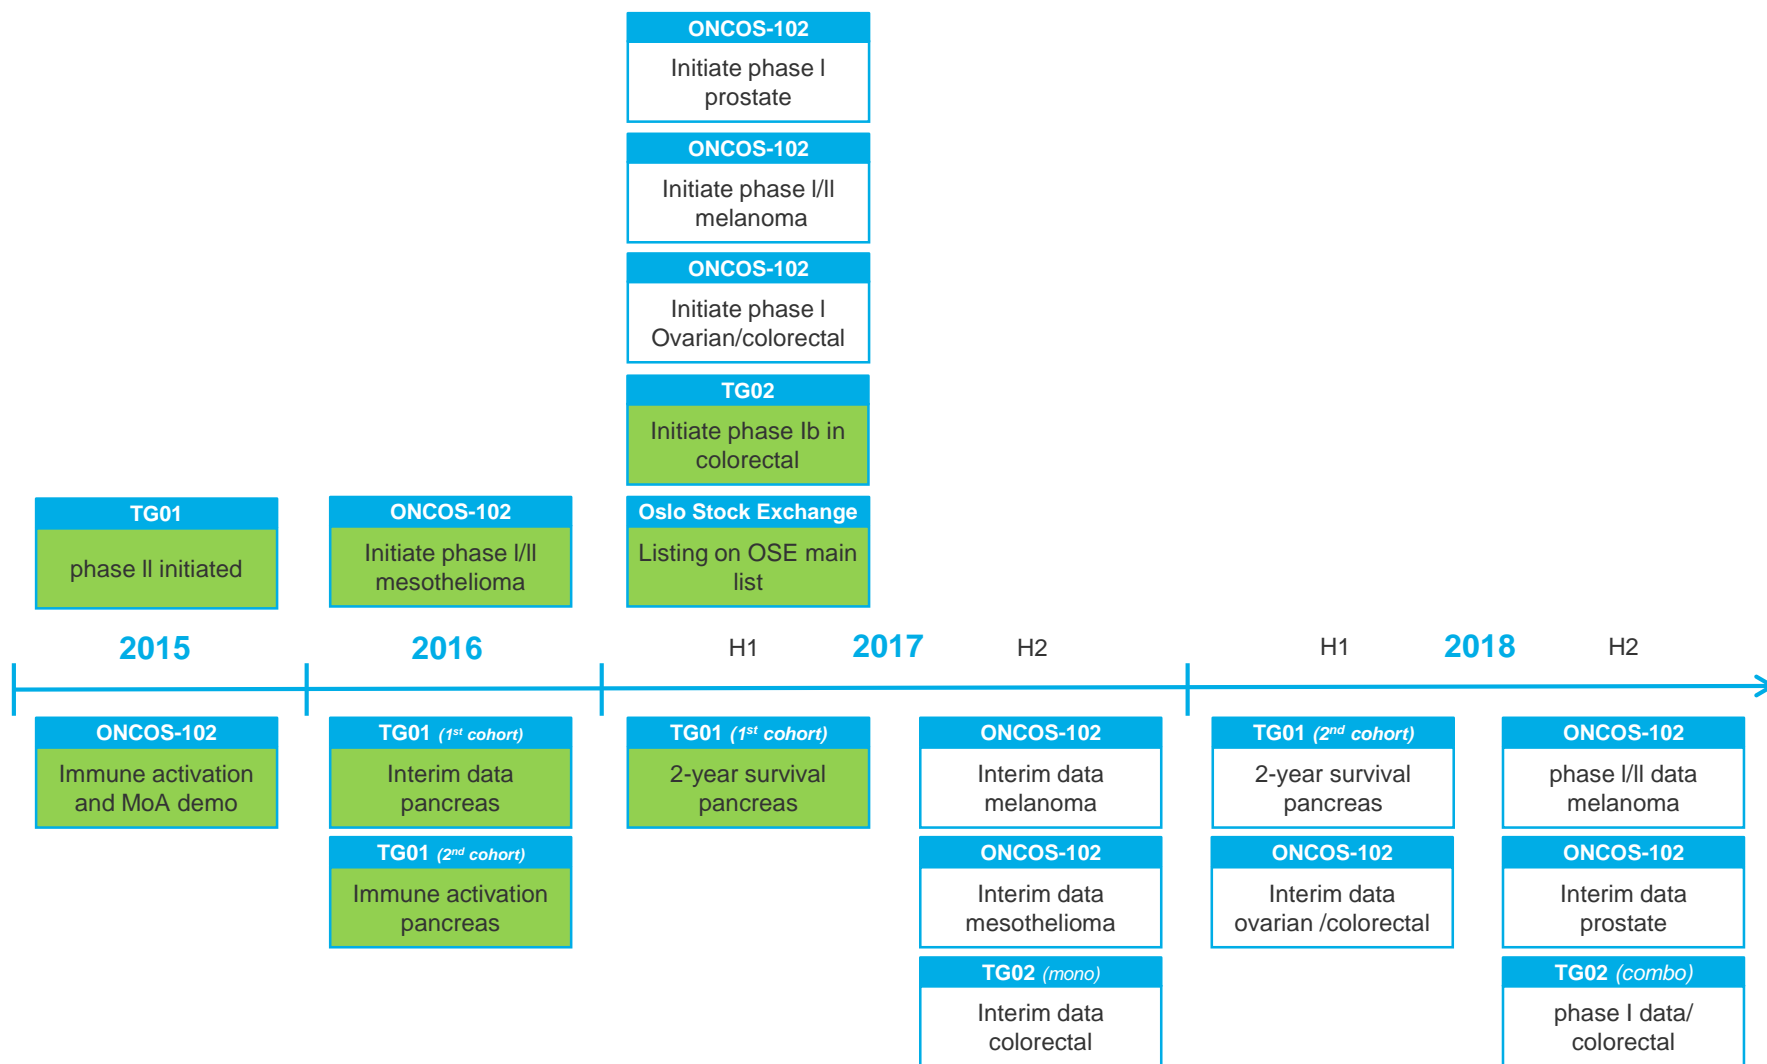 ONCOS-102
Initiate phase I
prostate
ONCOS-102
Initiate phase I/II
melanoma
ONCOS-102
Initiate phase I
Ovarian/colorectal
TG02
Initiate phase Ib in
colorectal
TG01
phase II initiated
ONCOS-102
Initiate phase I/II
mesothelioma
Oslo Stock Exchange
Listing on OSE main
list
2015
2016
H1
2017
H2
H1
2018
H2
ONCOS-102
Immune activation
and MoA demo
TG01 (1st cohort)
Interim data
pancreas
TG01 (2nd cohort)
Immune activation
pancreas
TG01 (1st cohort)
2-year survival
pancreas
ONCOS-102
Interim data
melanoma
ONCOS-102
Interim data
mesothelioma
TG02 (mono)
Interim data
colorectal
TG01 (2nd cohort)
2-year survival
pancreas
ONCOS-102
Interim data
ovarian /colorectal
ONCOS-102
phase I/II data
melanoma
ONCOS-102
Interim data
prostate
TG02 (combo)
phase I data/
colorectal